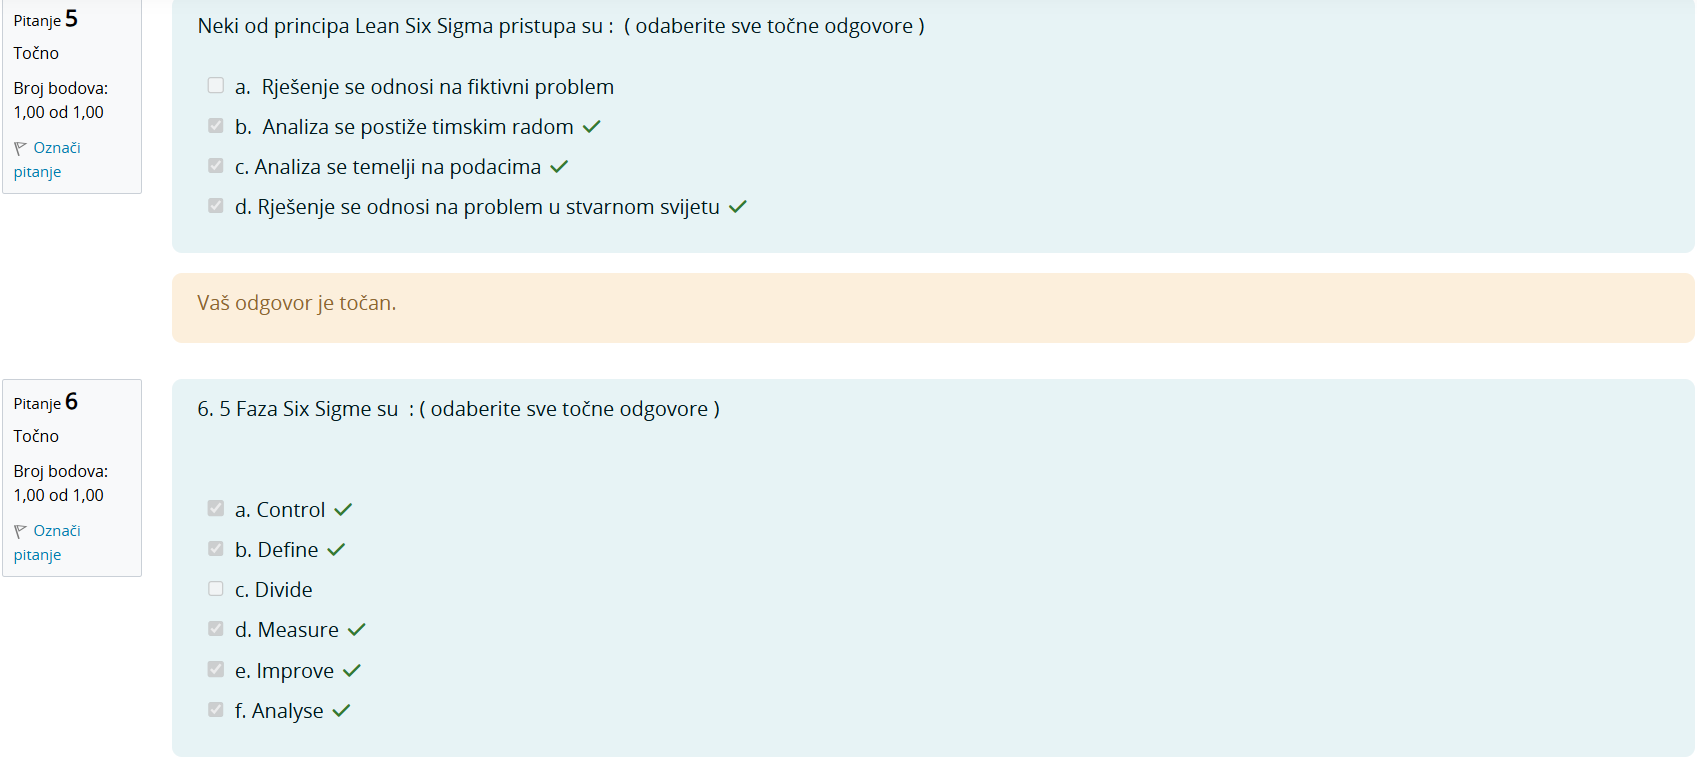 Pitanje 5
Točno
Broj bodova:
1,00 od 1,00
Označi
pitanje
Neki od principa Lean Six Sigma pristupa su :  ( odaberite sve točne odgovore )
a.  Rješenje se odnosi na fiktivni problem
b.  Analiza se postiže timskim radom
c. Analiza se temelji na podacima
d. Rješenje se odnosi na problem u stvarnom svijetu
Vaš odgovor je točan.
Pitanje 6
Točno
Broj bodova:
1,00 od 1,00
Označi
pitanje
6. 5 Faza Six Sigme su  : ( odaberite sve točne odgovore )
a. Control
b. Define
c. Divide
d. Measure
e. Improve
f. Analyse